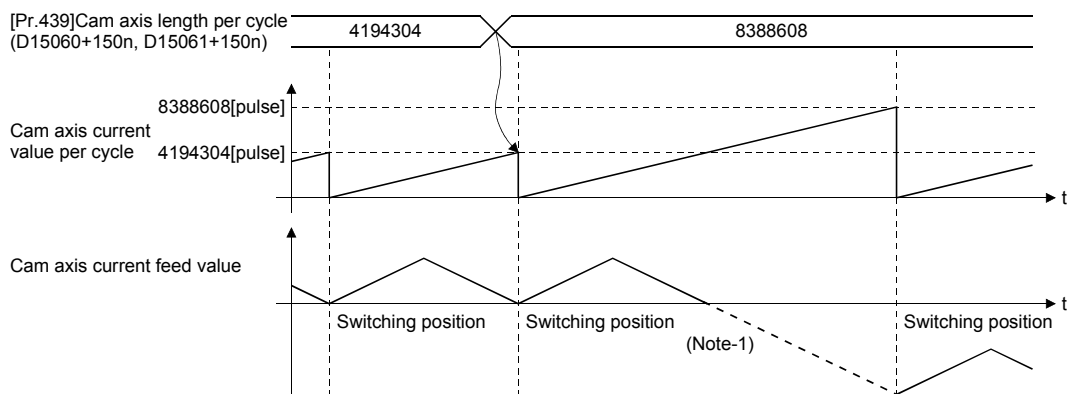 [Pr.439]Cam axis length per cycle
(D15060+150n, D15061+150n)
4194304
8388608
8388608[pulse]
Cam axis current
value per cycle
4194304[pulse]
t
Cam axis current feed value
t
Switching position
Switching position
Switching position
(Note-1)